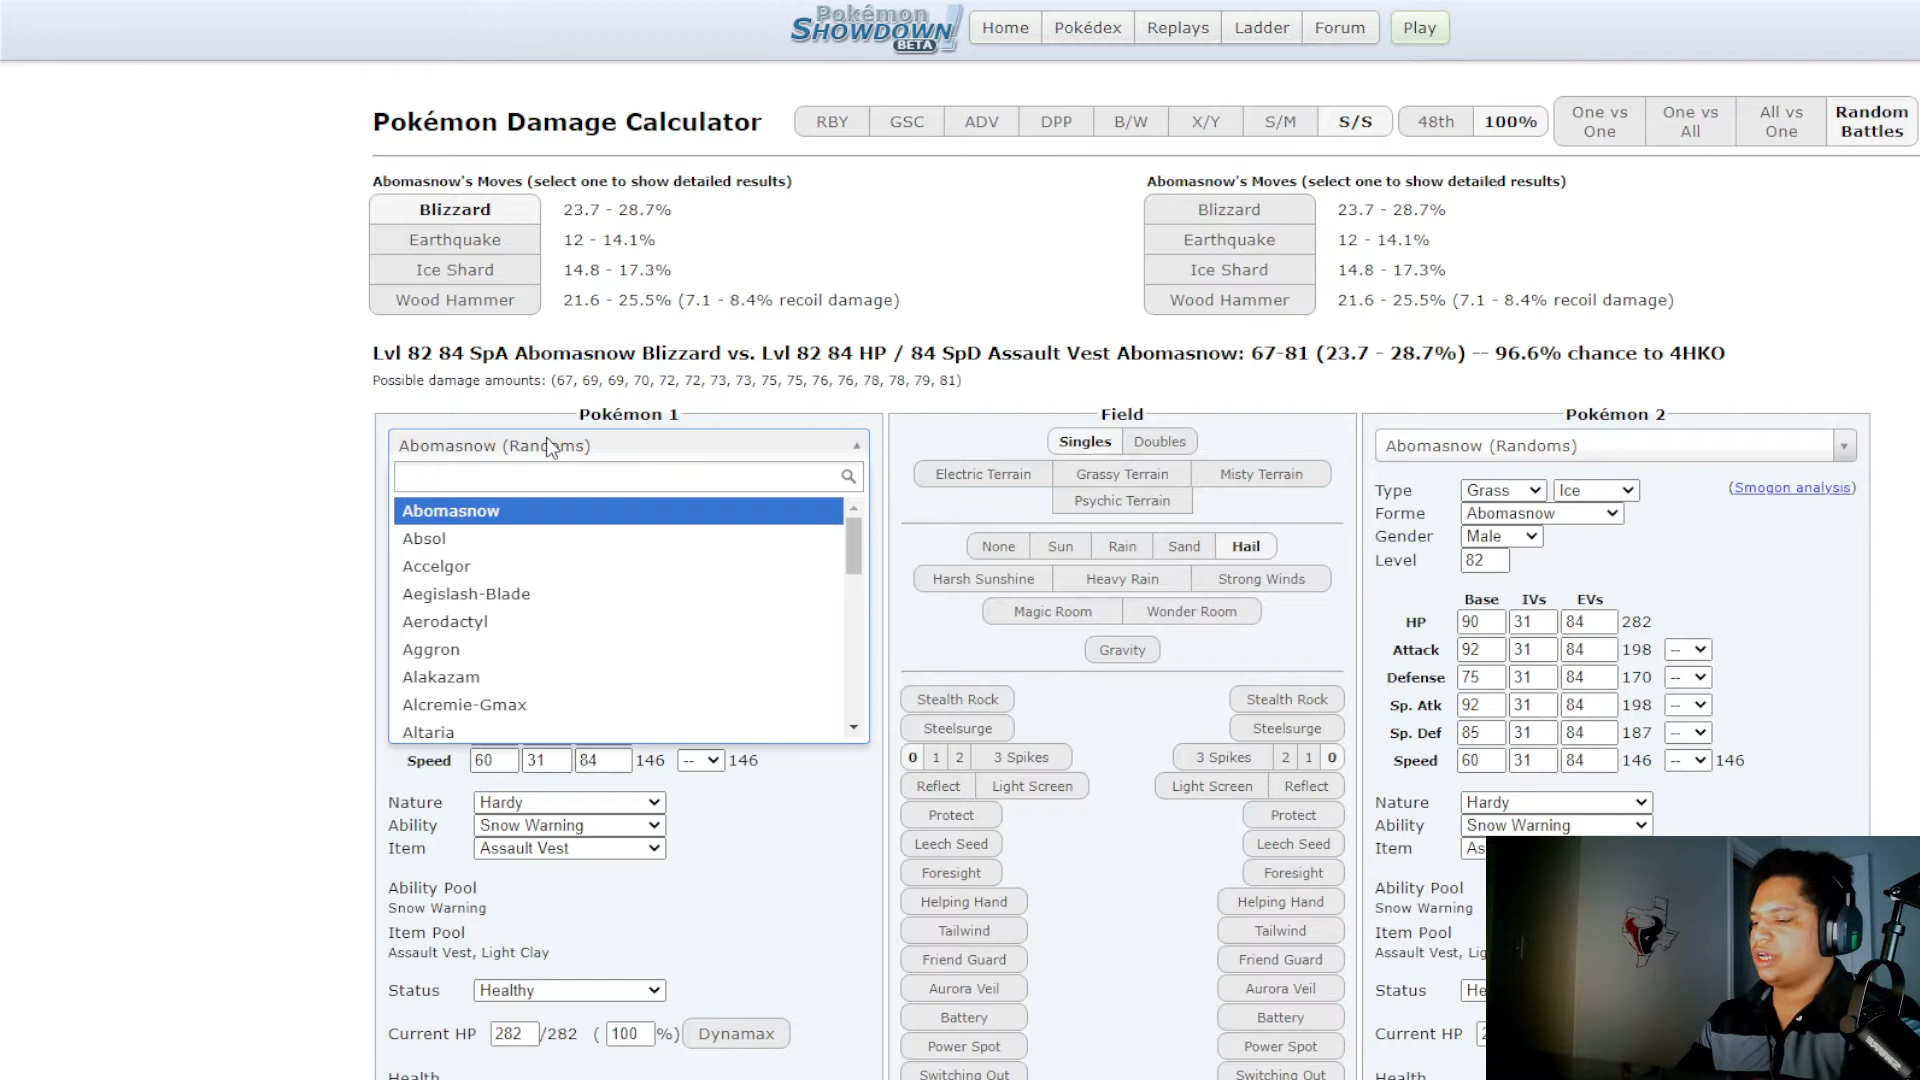 Pokémon SHOWDOWN! BETA
Home Pokédex Replays Ladder Forum Play
Pokémon Damage Calculator RBY GSC ADV DPP B/W X/Y S/M S/S 48th 100% One vs One One vs All All vs One Random Battles
Abomasnow's Moves (select one to show detailed results)
Blizzard 23.7 - 28.7%
Earthquake 12 - 14.1%
Ice Shard 14.8 - 17.3%
Wood Hammer 21.6 - 25.5% (7.1 - 8.4% recoil damage)
Abomasnow's Moves (select one to show detailed results)
Blizzard 23.7 - 28.7%
Earthquake 12 - 14.1%
Ice Shard 14.8 - 17.3%
Wood Hammer 21.6 - 25.5% (7.1 - 8.4% recoil damage)
Lvl 82 84 SpA Abomasnow Blizzard vs. Lvl 82 84 HP / 84 SpD Assault Vest Abomasnow: 67-81 (23.7 - 28.7%) -- 96.6% chance to 4HKO
Possible damage amounts: (67, 69, 69, 70, 72, 72, 73, 73, 75, 75, 76, 76, 78, 78, 79, 81)
Pokémon 1
Abomasnow (Randoms)
Abomasnow
Absol
Accelgor
Aegislash-Blade
Aerodactyl
Aggron
Alakazam
Alcremie-Gmax
Altaria
Speed 60 31 84 146 -- 146
Nature Hardy
Ability Snow Warning
Item Assault Vest
Ability Pool
Snow Warning
Item Pool
Assault Vest, Light Clay
Status Healthy
Current HP 282 /282 ( 100 %) Dynamax
Health
Field
Singles Doubles
Electric Terrain Grassy Terrain Misty Terrain
Psychic Terrain
None Sun Rain Sand Hail
Harsh Sunshine Heavy Rain Strong Winds
Magic Room Wonder Room
Gravity
Stealth Rock Stealth Rock
Steelsurge Steelsurge
0 1 2 3 Spikes 3 Spikes 2 1 0
Reflect Light Screen Light Screen Reflect
Protect Protect
Leech Seed Leech Seed
Foresight Foresight
Helping Hand Helping Hand
Tailwind Tailwind
Friend Guard Friend Guard
Aurora Veil Aurora Veil
Battery Battery
Power Spot Power Spot
Switching Out Switching Out
Pokémon 2
Abomasnow (Randoms)
Type Grass Ice (Smogon analysis)
Forme Abomasnow
Gender Male
Level 82
Base IVs EVs
HP 90 31 84 282
Attack 92 31 84 198 --
Defense 75 31 84 170 --
Sp. Atk 92 31 84 198 --
Sp. Def 85 31 84 187 --
Speed 60 31 84 146 -- 146
Nature Hardy
Ability Snow Warning
Item As
Ability Pool
Snow Warning
Item Pool
Assault Vest, Lig
Status He
Current HP
Health